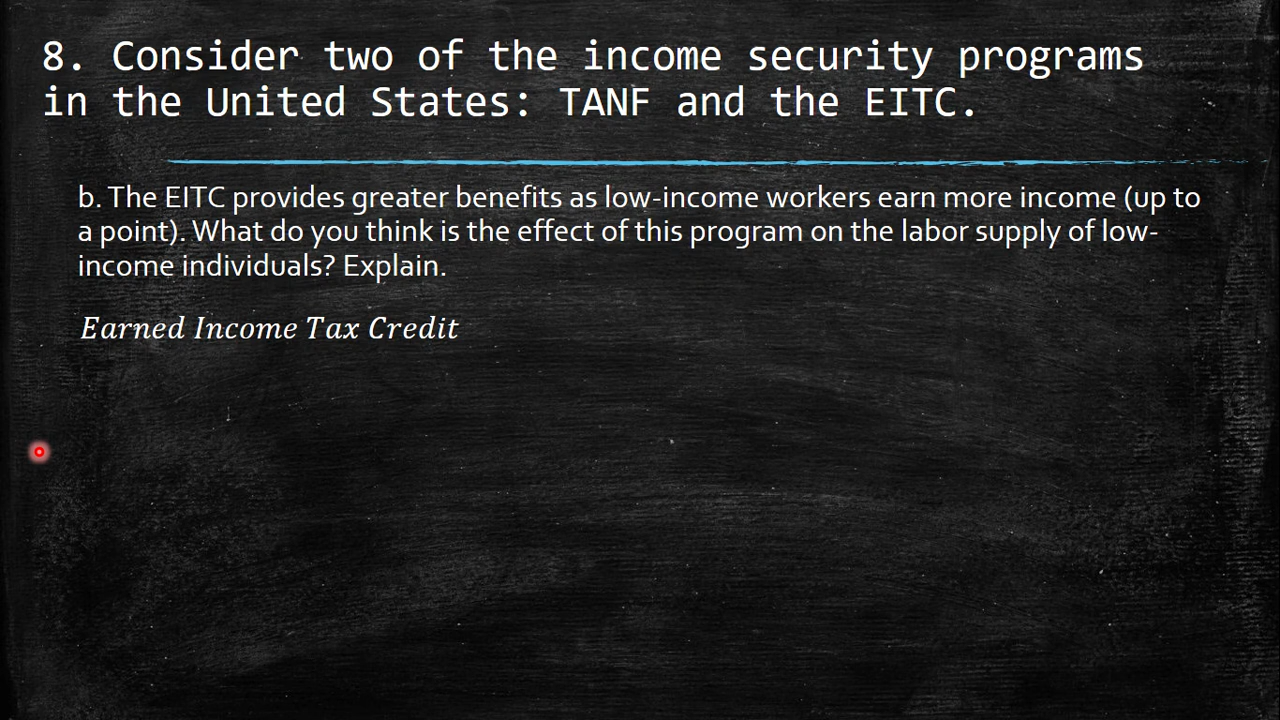 8. Consider two of the income security programs
in the United States: TANF and the EITC.
b. The EITC provides greater benefits as low-income workers earn more income (up to
a point). What do you think is the effect of this program on the labor supply of low-
income individuals? Explain.
Earned Income Tax Credit